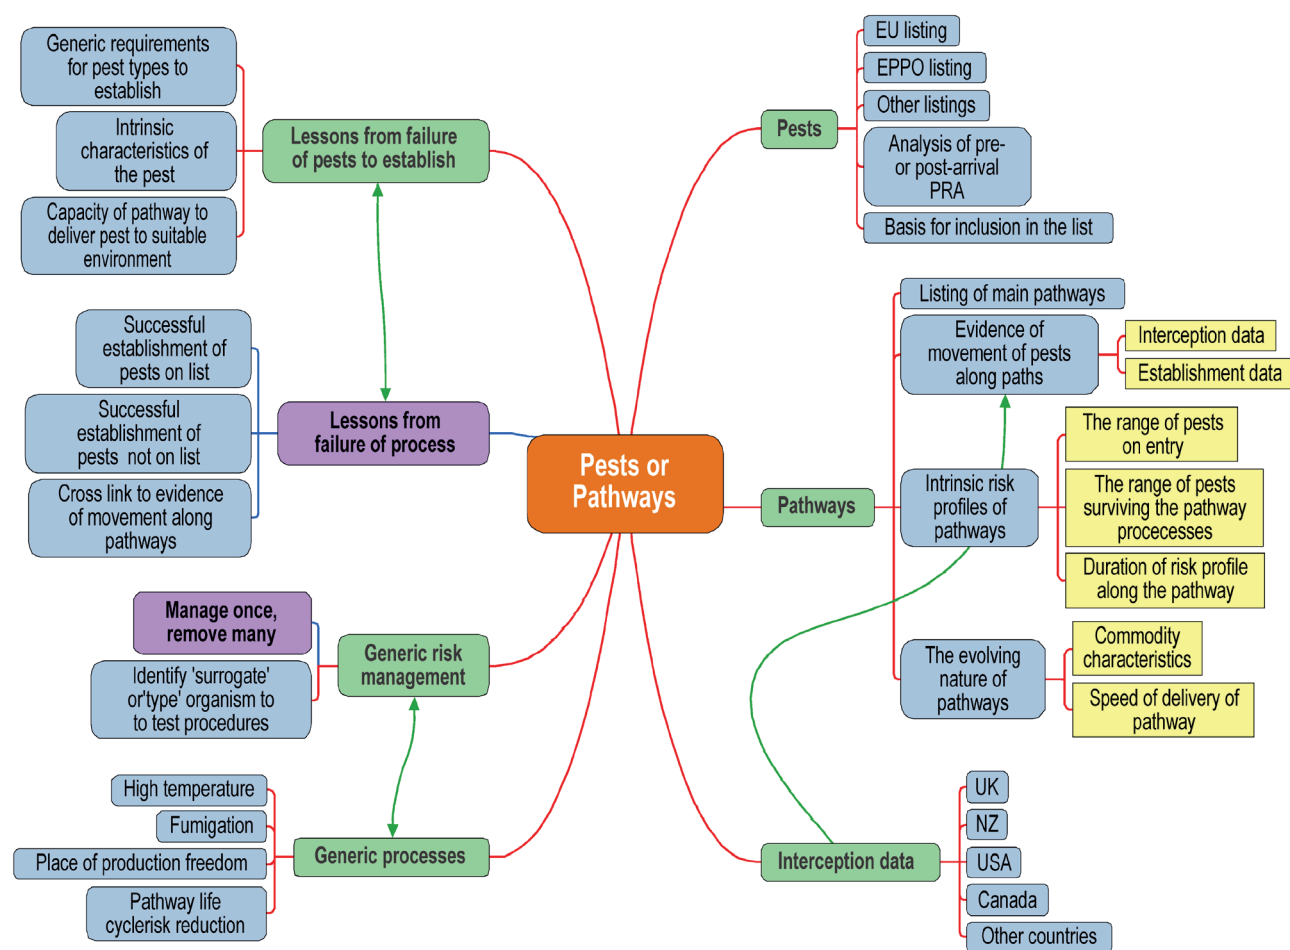 Pests or
Pathways
Lessons from failure
of pests to establish
Generic requirements
for pest types to
establish
Intrinsic
characteristics of
the pest
Capacity of pathway to
deliver pest to suitable
environment
Lessons from
failure of process
Successful
establishment of
pests on list
Successful
establishment of
pests not on list
Cross link to evidence
of movement along
pathways
Generic risk
management
Manage once,
remove many
Identify 'surrogate'
or'type' organism to
to test procedures
Generic processes
High temperature
Fumigation
Place of production freedom
Pathway life
cyclerisk reduction
Pests
EU listing
EPPO listing
Other listings
Analysis of pre-
or post-arrival
PRA
Basis for inclusion in the list
Pathways
Listing of main pathways
Evidence of
movement of pests
along paths
Interception data
Establishment data
Intrinsic risk
profiles of
pathways
The range of pests
on entry
The range of pests
surviving the pathway
procecesses
Duration of risk profile
along the pathway
The evolving
nature of
pathways
Commodity
characteristics
Speed of delivery of
pathway
Interception data
UK
NZ
USA
Canada
Other countries